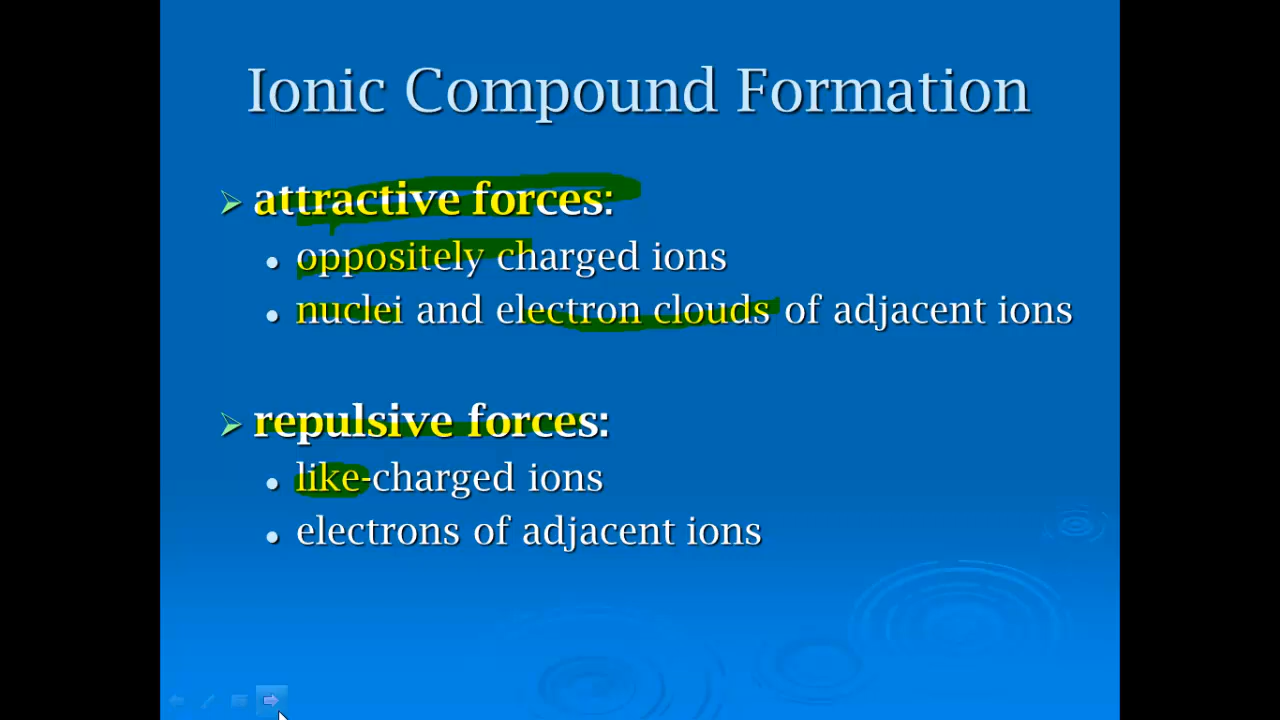 Ionic Compound Formation
attractive forces:
oppositely charged ions
nuclei and electron clouds of adjacent ions
repulsive forces:
like-charged ions
electrons of adjacent ions